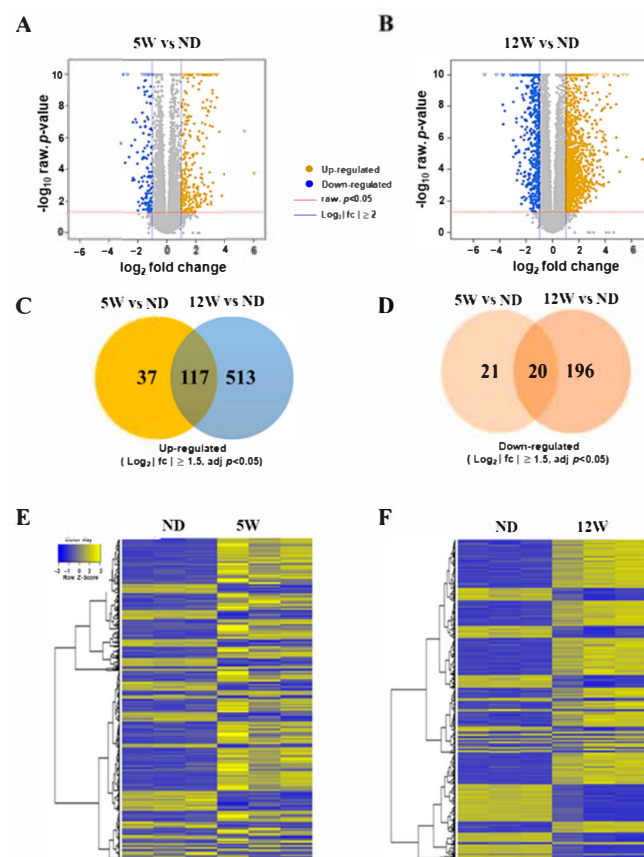 A
5W vs ND
10
8
6
4
2
0
-log10 raw. p-value
−6
−4
−2
0
2
4
6
log2 fold change
Up-regulated
Down-regulated
raw. p<0.05
Log2| fc | ≥ 2
B
12W vs ND
10
8
6
4
2
0
-log10 raw. p-value
−6
−4
−2
0
2
4
6
log2 fold change
C
5W vs ND 12W vs ND
37 117 513
Up-regulated
( Log2| fc | ≥ 1.5, adj p<0.05)
D
5W vs ND 12W vs ND
21 20 196
Down-regulated
( Log2| fc | ≥ 1.5, adj p<0.05)
E
ND 5W
Color Key
Row Z-Score
F
ND 12W